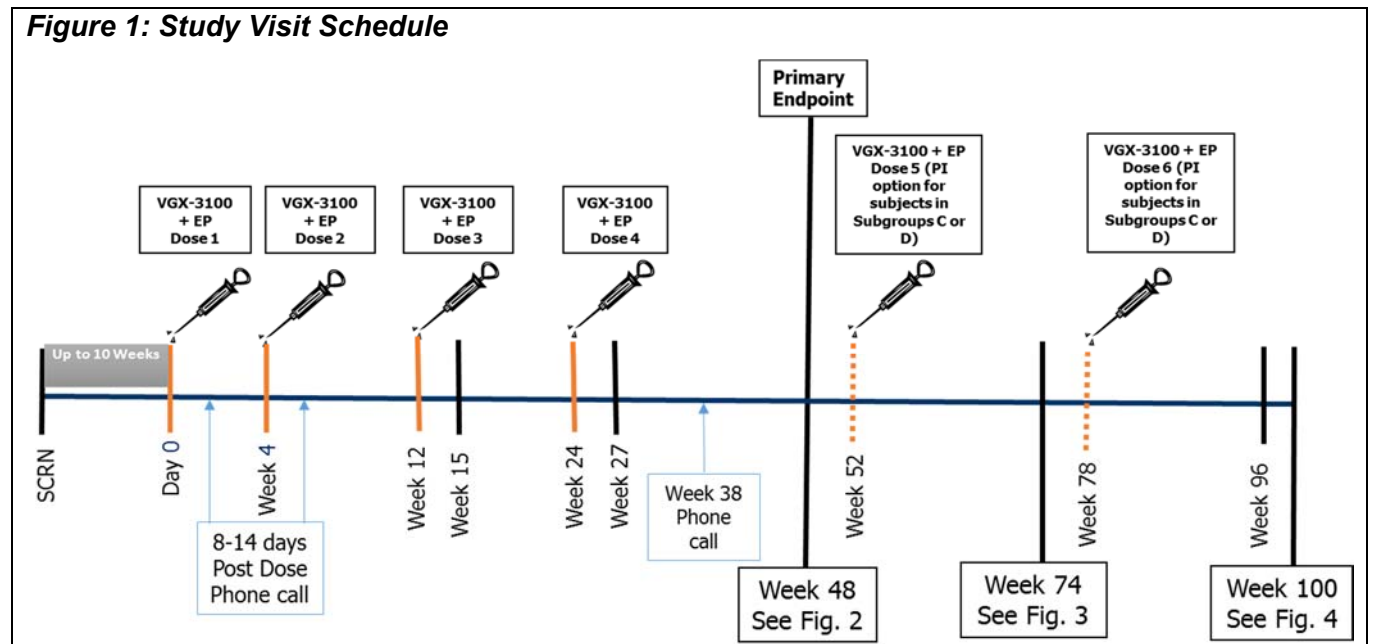 Figure 1: Study Visit Schedule
Primary
Endpoint
VGX-3100
+ EP
Dose 1
VGX-3100
+ EP
Dose 2
VGX-3100
+ EP
Dose 3
VGX-3100
+ EP
Dose 4
VGX-3100 + EP
Dose 5 (PI
option for
subjects in
Subgroups C or
D)
VGX-3100 + EP
Dose 6 (PI
option for
subjects in
Subgroups C or
D)
Up to 10 Weeks
SCRN
Day 0
Week 4
Week 12
Week 15
Week 24
Week 27
Week 52
Week 78
Week 96
8-14 days
Post Dose
Phone call
Week 38
Phone
call
Week 48
See Fig. 2
Week 74
See Fig. 3
Week 100
See Fig. 4